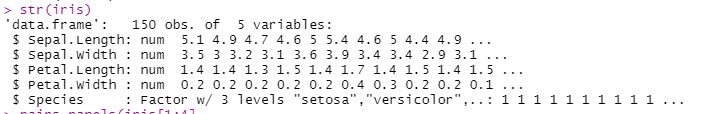 > str(iris)
'data.frame':   150 obs. of  5 variables:
 $ Sepal.Length: num  5.1 4.9 4.7 4.6 5 5.4 4.6 5 4.4 4.9 ...
 $ Sepal.Width : num  3.5 3 3.2 3.1 3.6 3.9 3.4 3.4 2.9 3.1 ...
 $ Petal.Length: num  1.4 1.4 1.3 1.5 1.4 1.7 1.4 1.5 1.4 1.5 ...
 $ Petal.Width : num  0.2 0.2 0.2 0.2 0.2 0.4 0.3 0.2 0.2 0.1 ...
 $ Species     : Factor w/ 3 levels "setosa","versicolor",..: 1 1 1 1 1 1 1 1 1 1 ...
> pairs.panels(iris[1:4]